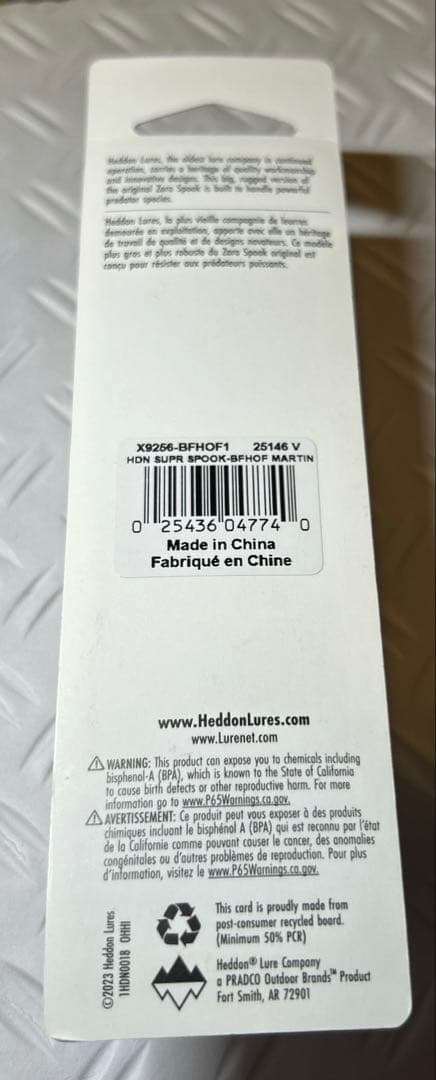 Heddon Lures, the oldest lure company in continued
operation, carries a heritage of quality workmanship
and innovative designs. This big, rugged version of
the original Zara Spook is built to handle powerful
predator species.
Heddon Lures, la plus vieille compagnie de leurres
demeurée en exploitation, apporte avec elle un héritage
de travail de qualité et de designs novateurs. Ce modèle
plus gros et plus robuste du Zara Spook original est
conçu pour résister aux prédateurs puissants.
X9256-BFHOF1 25146 V
HDN SUPR SPOOK-BFHOF MARTIN
0 25436 04774 0
Made in China
Fabriqué en Chine
www.HeddonLures.com
www.Lurenet.com
⚠ WARNING: This product can expose you to chemicals including
bisphenol-A (BPA), which is known to the State of California
to cause birth defects or other reproductive harm. For more
information go to www.P65Warnings.ca.gov.
⚠ AVERTISSEMENT: Ce produit peut vous exposer à des produits
chimiques incluant le bisphénol A (BPA) qui est reconnu par l'état
de la Californie comme pouvant causer le cancer, des anomalies
congénitales ou d'autres problèmes de reproduction. Pour plus
d'information, visitez le www.P65Warnings.ca.gov.
©2023 Heddon Lures
1HDN0018 OHHI
This card is proudly made from
post-consumer recycled board.
(Minimum 50% PCR)
Heddon® Lure Company
a PRADCO Outdoor Brands™ Product
Fort Smith, AR 72901